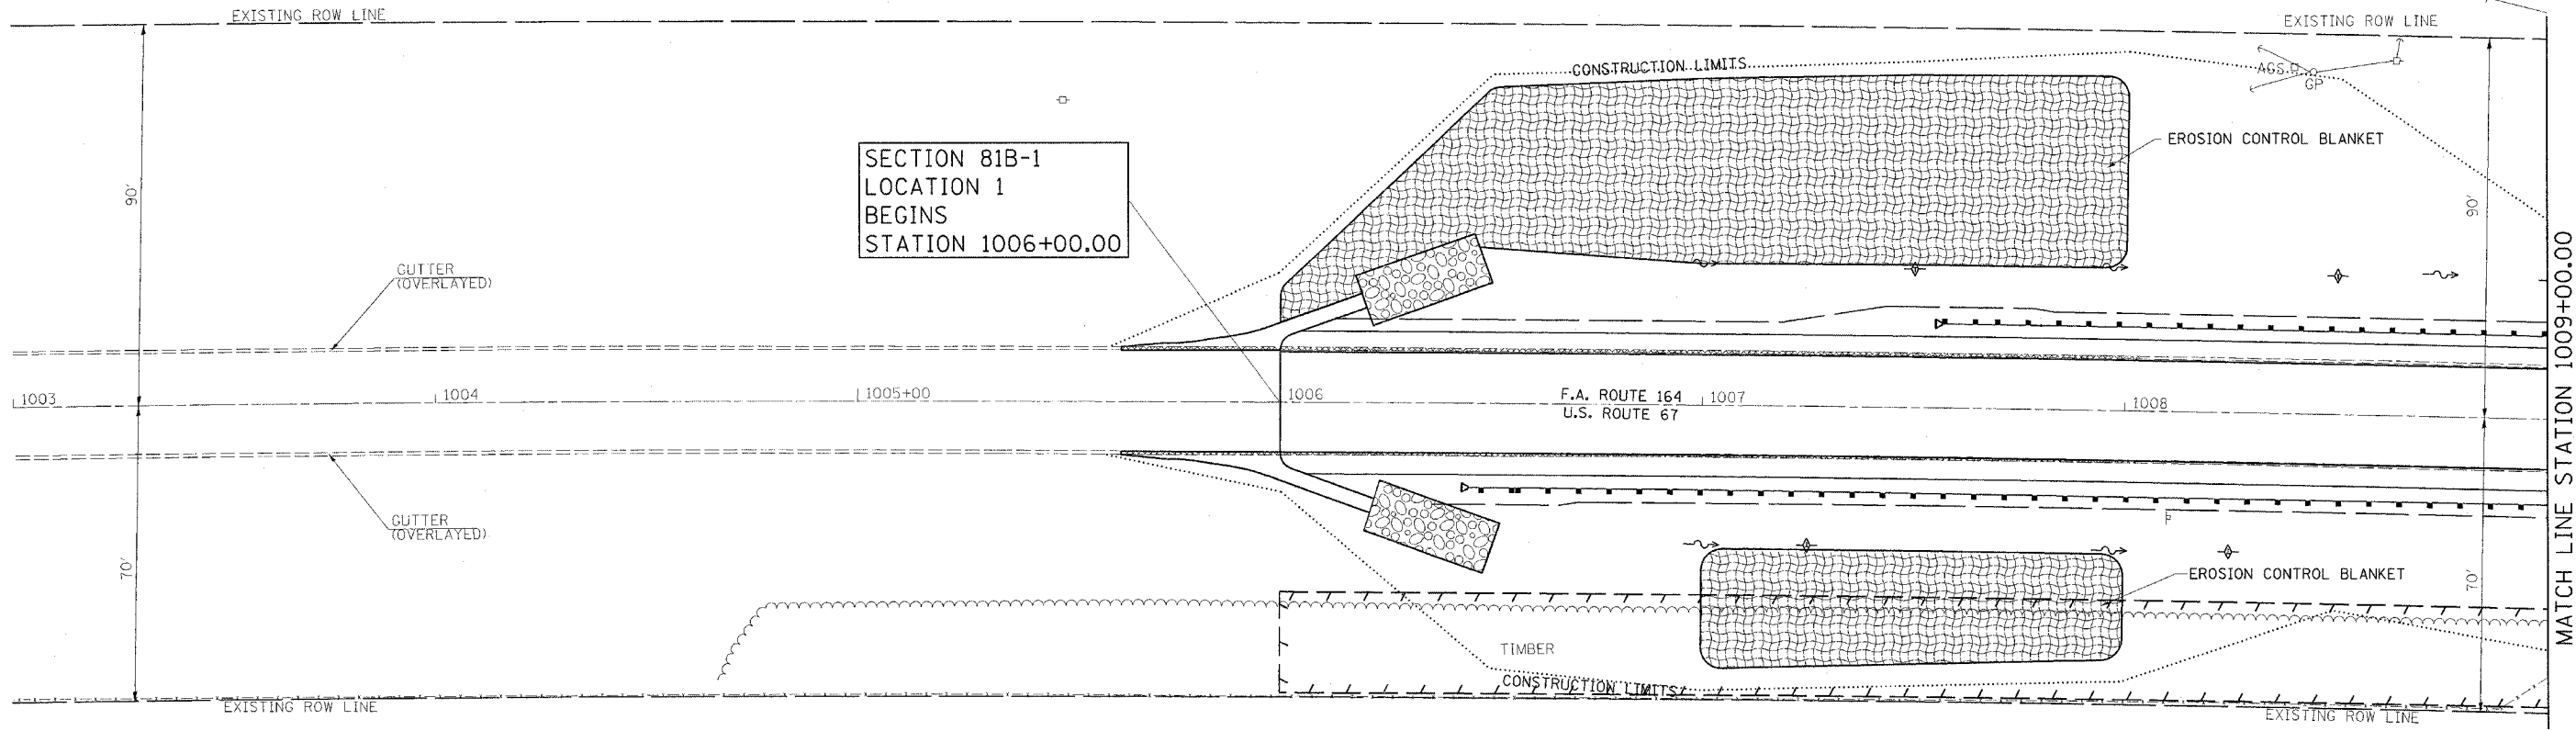 EXISTING ROW LINE
EXISTING ROW LINE
CONSTRUCTION LIMITS
AGS
GP
EROSION CONTROL BLANKET
90'
90'
SECTION 81B-1
LOCATION 1
BEGINS
STATION 1006+00.00
GUTTER
(OVERLAYED)
1003
1004
1005+00
1006
F.A. ROUTE 164
U.S. ROUTE 67
1007
1008
MATCH LINE STATION 1009+00.00
GUTTER
(OVERLAYED)
P
70'
70'
EROSION CONTROL BLANKET
TIMBER
CONSTRUCTION LIMITS
EXISTING ROW LINE
EXISTING ROW LINE